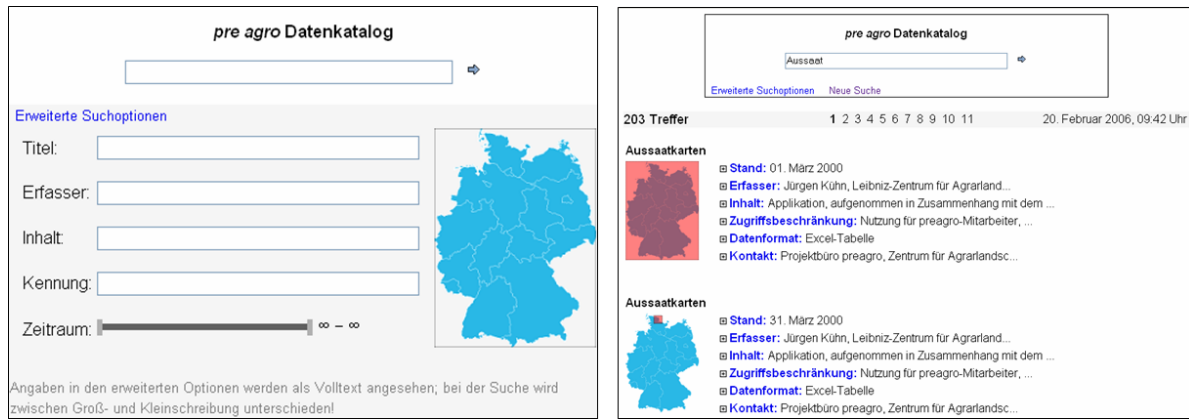 pre agro Datenkatalog
Erweiterte Suchoptionen
Titel:
Erfasser:
Inhalt:
Kennung:
Zeitraum: ∞ – ∞
Angaben in den erweiterten Optionen werden als Volltext angesehen; bei der Suche wird
zwischen Groß- und Kleinschreibung unterschieden!
pre agro Datenkatalog
Aussaat
Erweiterte Suchoptionen Neue Suche
203 Treffer 1 2 3 4 5 6 7 8 9 10 11 20. Februar 2006, 09:42 Uhr
Aussaatkarten
Stand: 01. März 2000
Erfasser: Jürgen Kühn, Leibniz-Zentrum für Agrarland...
Inhalt: Applikation, aufgenommen in Zusammenhang mit dem ...
Zugriffsbeschränkung: Nutzung für preagro-Mitarbeiter, ...
Datenformat: Excel-Tabelle
Kontakt: Projektbüro preagro, Zentrum für Agrarlandsc...
Aussaatkarten
Stand: 31. März 2000
Erfasser: Jürgen Kühn, Leibniz-Zentrum für Agrarland...
Inhalt: Applikation, aufgenommen in Zusammenhang mit dem ...
Zugriffsbeschränkung: Nutzung für preagro-Mitarbeiter, ...
Datenformat: Excel-Tabelle
Kontakt: Projektbüro preagro, Zentrum für Agrarlandsc...